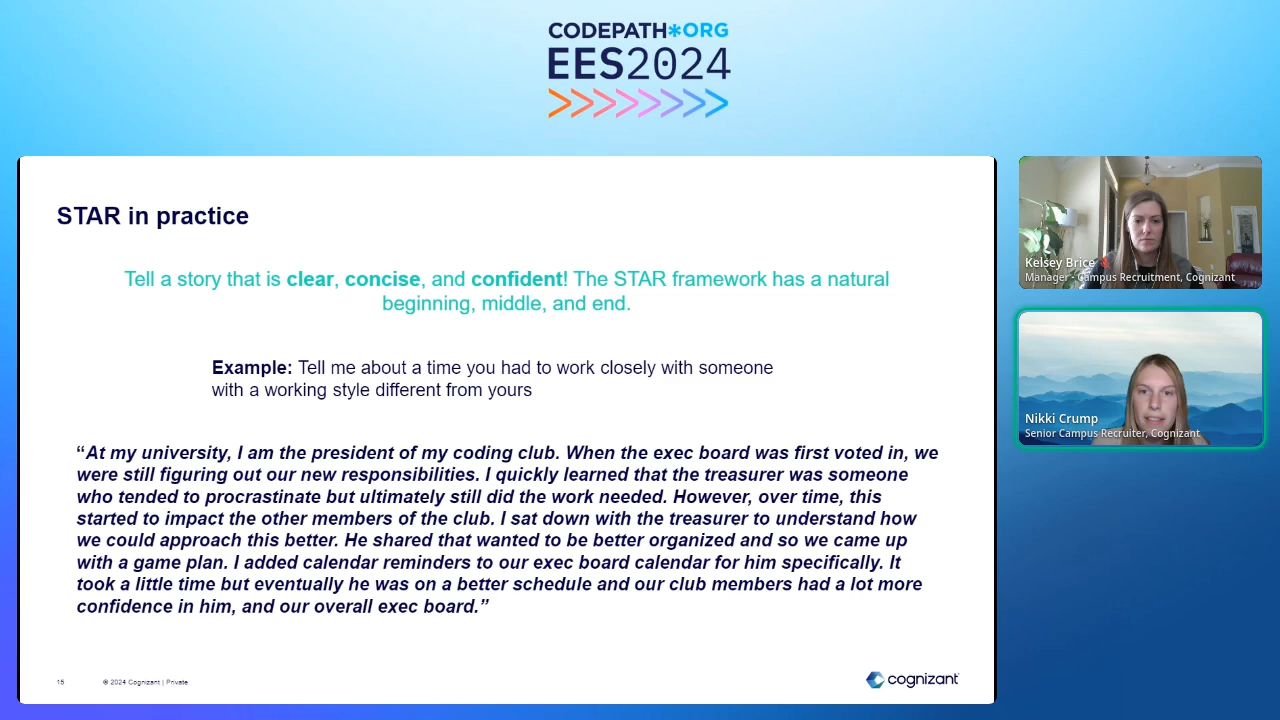 CODEPATH*ORG
EES2024
STAR in practice
Tell a story that is clear, concise, and confident! The STAR framework has a natural
beginning, middle, and end.
Example: Tell me about a time you had to work closely with someone
with a working style different from yours
“At my university, I am the president of my coding club. When the exec board was first voted in, we
were still figuring out our new responsibilities. I quickly learned that the treasurer was someone
who tended to procrastinate but ultimately still did the work needed. However, over time, this
started to impact the other members of the club. I sat down with the treasurer to understand how
we could approach this better. He shared that wanted to be better organized and so we came up
with a game plan. I added calendar reminders to our exec board calendar for him specifically. It
took a little time but eventually he was on a better schedule and our club members had a lot more
confidence in him, and our overall exec board.”
15
© 2024 Cognizant | Private
cognizant
Kelsey Brice
Manager - Campus Recruitment, Cognizant
Nikki Crump
Senior Campus Recruiter, Cognizant